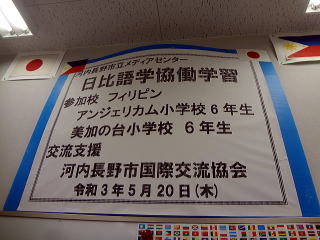 河内長野市立メディアセンター
日比語学協働学習
参加校 フィリピン
アンジェリカム小学校6年生
美加の台小学校 6年生
交流支援
河内長野市国際交流協会
令和3年5月20日(木)